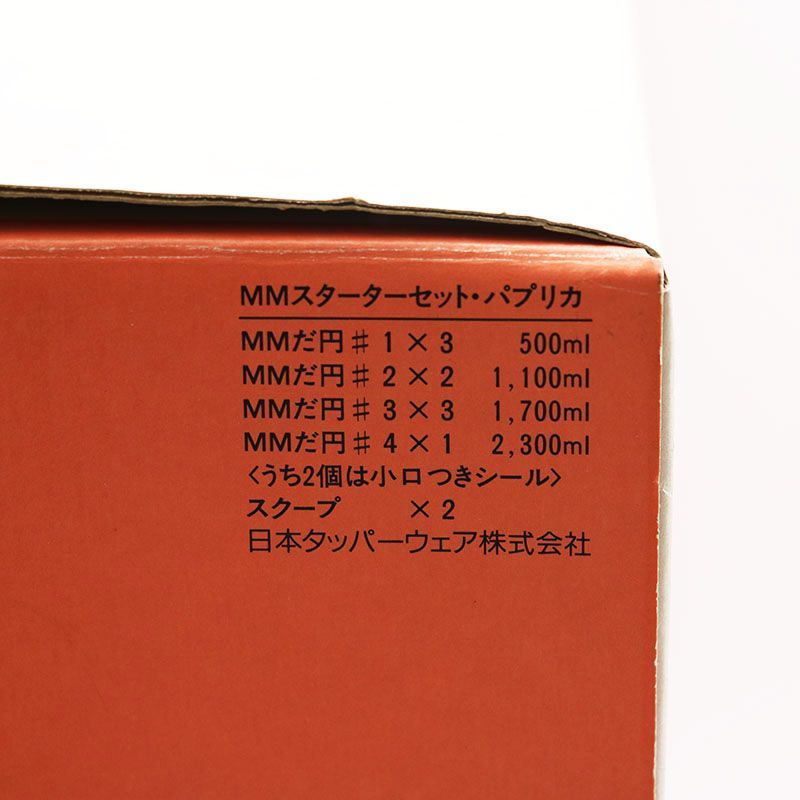 MMスターターセット・パプリカ
MMだ円♯1×3 500ml
MMだ円♯2×2 1,100ml
MMだ円♯3×3 1,700ml
MMだ円♯4×1 2,300ml
〈うち2個は小口つきシール〉
スクープ ×2
日本タッパーウェア株式会社